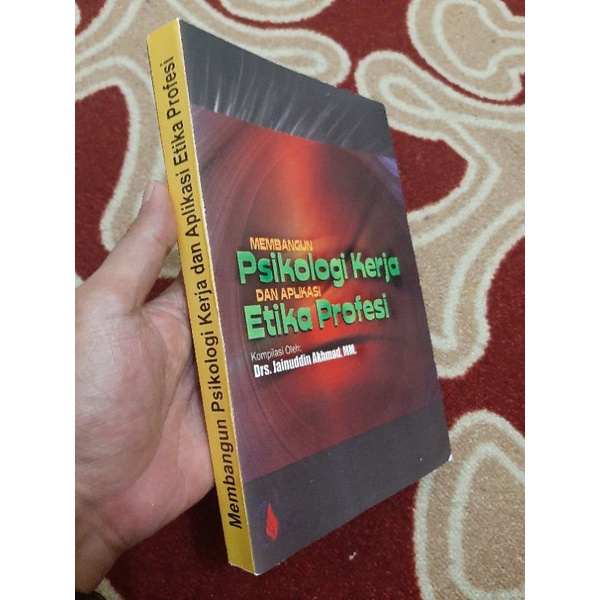 Membangun Psikologi Kerja dan Aplikasi Etika Profesi
MEMBANGUN
Psikologi Kerja
DAN APLIKASI
Etika Profesi
Kompilasi Oleh:
Drs. Jainuddin Akhmad, MM.